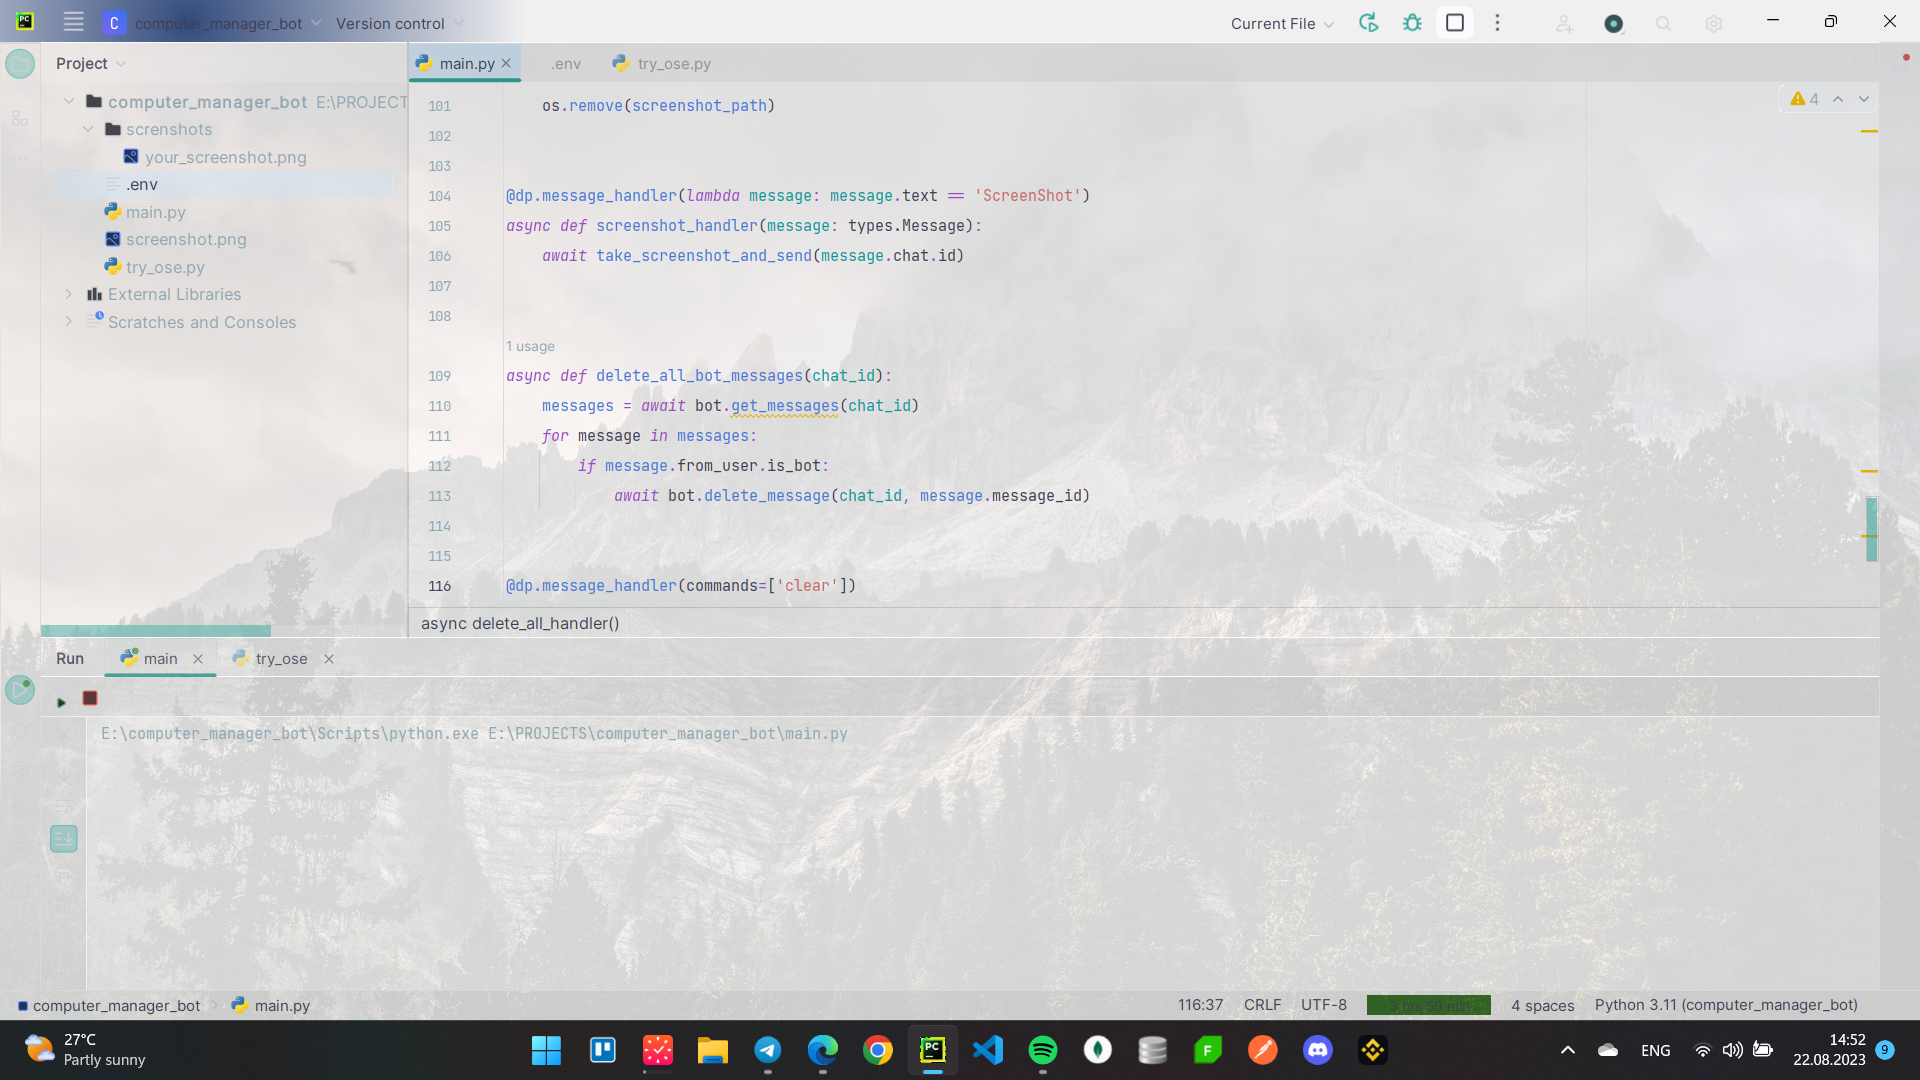 PC
C computer_manager_bot Version control Current File
Project
main.py .env try_ose.py
computer_manager_bot E:\PROJECT
screnshots
your_screenshot.png
.env
main.py
screenshot.png
try_ose.py
External Libraries
Scratches and Consoles
4
101 os.remove(screenshot_path)
102
103
104 @dp.message_handler(lambda message: message.text == 'ScreenShot')
105 async def screenshot_handler(message: types.Message):
106 await take_screenshot_and_send(message.chat.id)
107
108
1 usage
109 async def delete_all_bot_messages(chat_id):
110 messages = await bot.get_messages(chat_id)
111 for message in messages:
112 if message.from_user.is_bot:
113 await bot.delete_message(chat_id, message.message_id)
114
115
116 @dp.message_handler(commands=['clear'])
async delete_all_handler()
Run main try_ose
E:\computer_manager_bot\Scripts\python.exe E:\PROJECTS\computer_manager_bot\main.py
computer_manager_bot main.py 116:37 CRLF UTF-8 3 hrs 59 min 4 spaces Python 3.11 (computer_manager_bot)
27°C
Partly sunny
PC
F
ENG
14:52
22.08.2023
9